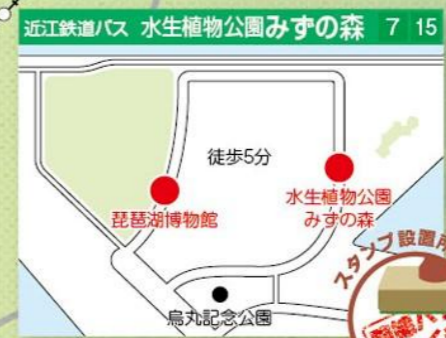 近江鉄道バス 水生植物公園みずの森 7 15
徒歩5分
琵琶湖博物館
水生植物公園
みずの森
烏丸記念公園
スタンプ設置所